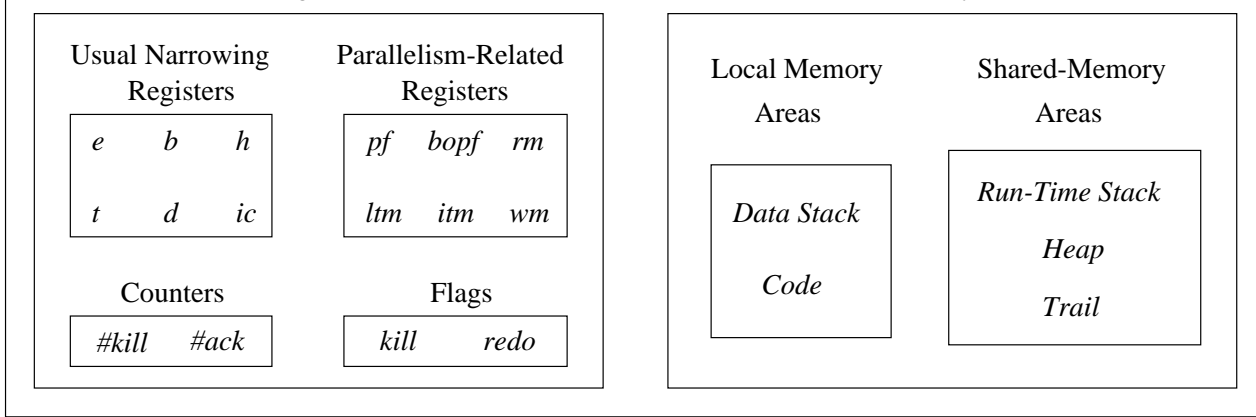 Usual Narrowing
Registers
e b h
t d ic
Parallelism-Related
Registers
pf bopf rm
ltm itm wm
Counters
#kill #ack
Flags
kill redo
Local Memory
Areas
Data Stack
Code
Shared-Memory
Areas
Run-Time Stack
Heap
Trail